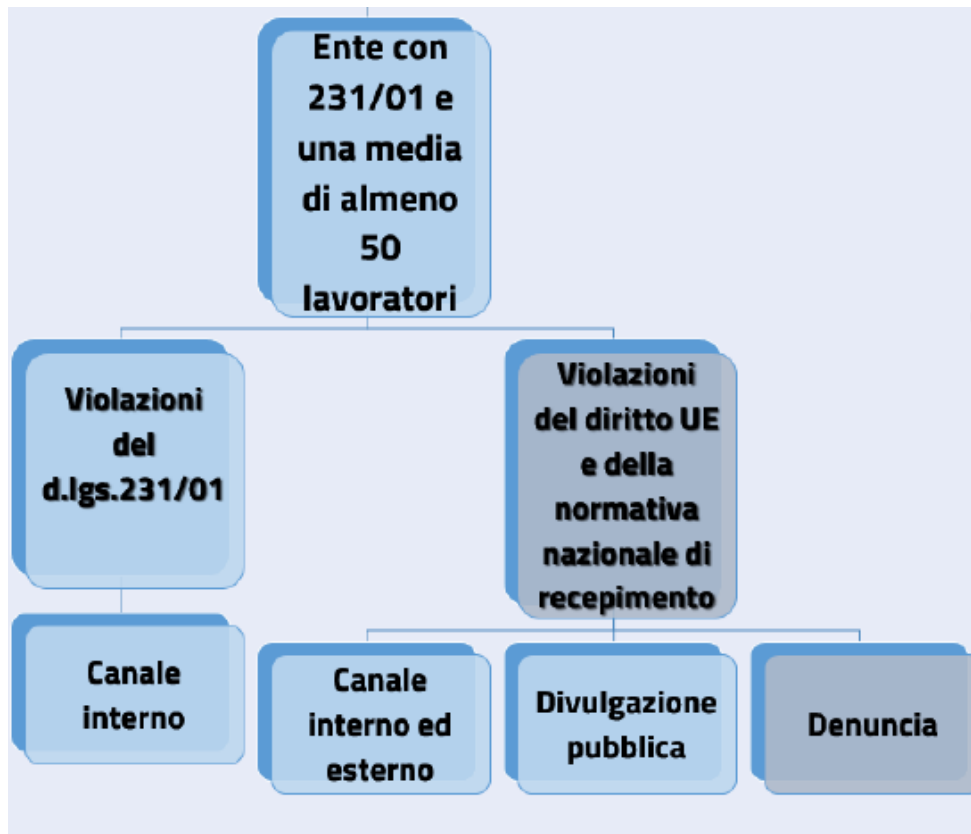 Ente con
231/01 e
una media
di almeno
50
lavoratori
Violazioni
del
d.lgs.231/01
Violazioni
del diritto UE
e della
normativa
nazionale di
recepimento
Canale
interno
Canale
interno ed
esterno
Divulgazione
pubblica
Denuncia